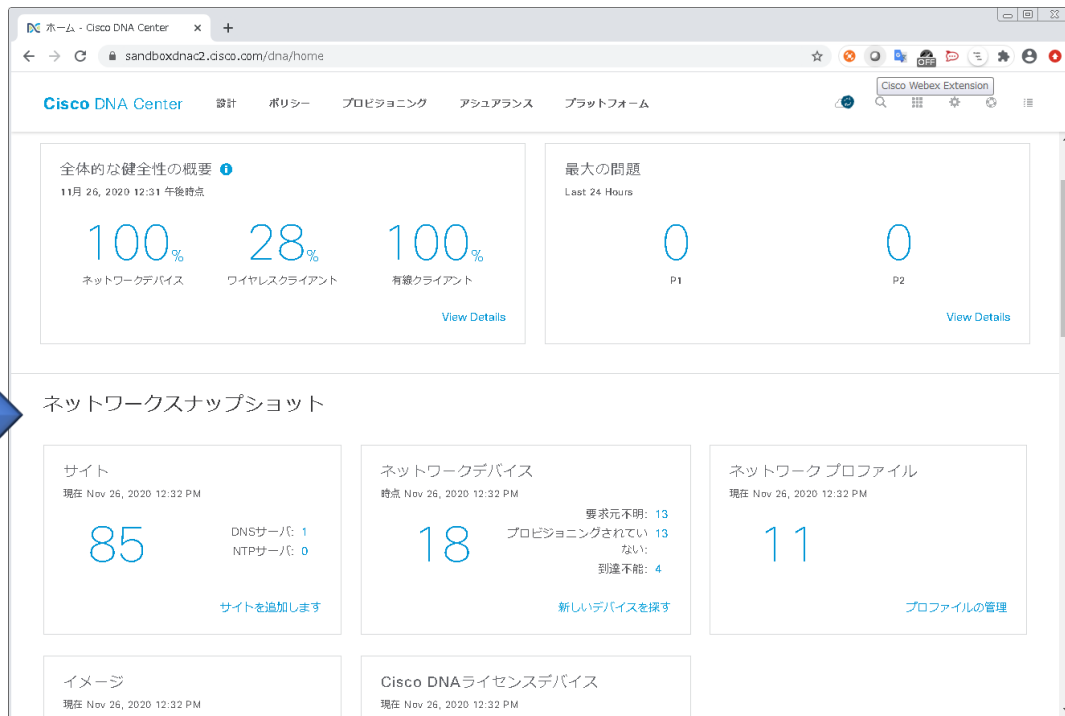 ホーム - Cisco DNA Center
sandboxdnac2.cisco.com/dna/home
OFF
Cisco Webex Extension
Cisco DNA Center 設計 ポリシー プロビジョニング アシュアランス プラットフォーム
全体的な健全性の概要
11月 26, 2020 12:31 午後時点
100% 28% 100%
ネットワークデバイス ワイヤレスクライアント 有線クライアント
View Details
最大の問題
Last 24 Hours
0 0
P1 P2
View Details
ネットワークスナップショット
サイト
現在 Nov 26, 2020 12:32 PM
85
DNSサーバ: 1
NTPサーバ: 0
サイトを追加します
ネットワークデバイス
時点 Nov 26, 2020 12:32 PM
18
要求元不明: 13
プロビジョニングされてい 13
ない:
到達不能: 4
新しいデバイスを探す
ネットワーク プロファイル
現在 Nov 26, 2020 12:32 PM
11
プロファイルの管理
イメージ
現在 Nov 26, 2020 12:32 PM
Cisco DNAライセンスデバイス
現在 Nov 26, 2020 12:32 PM